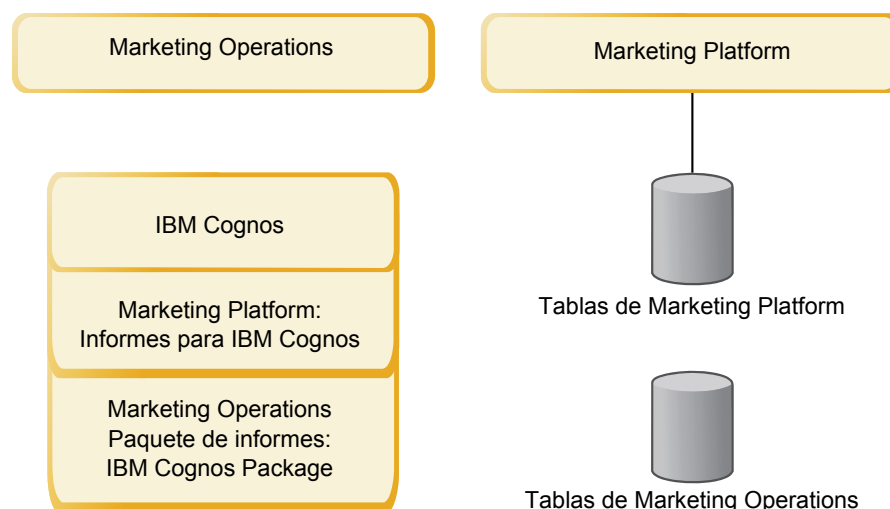 Marketing Operations
Marketing Platform
IBM Cognos
Marketing Platform:
Informes para IBM Cognos
Marketing Operations
Paquete de informes:
IBM Cognos Package
Tablas de Marketing Platform
Tablas de Marketing Operations